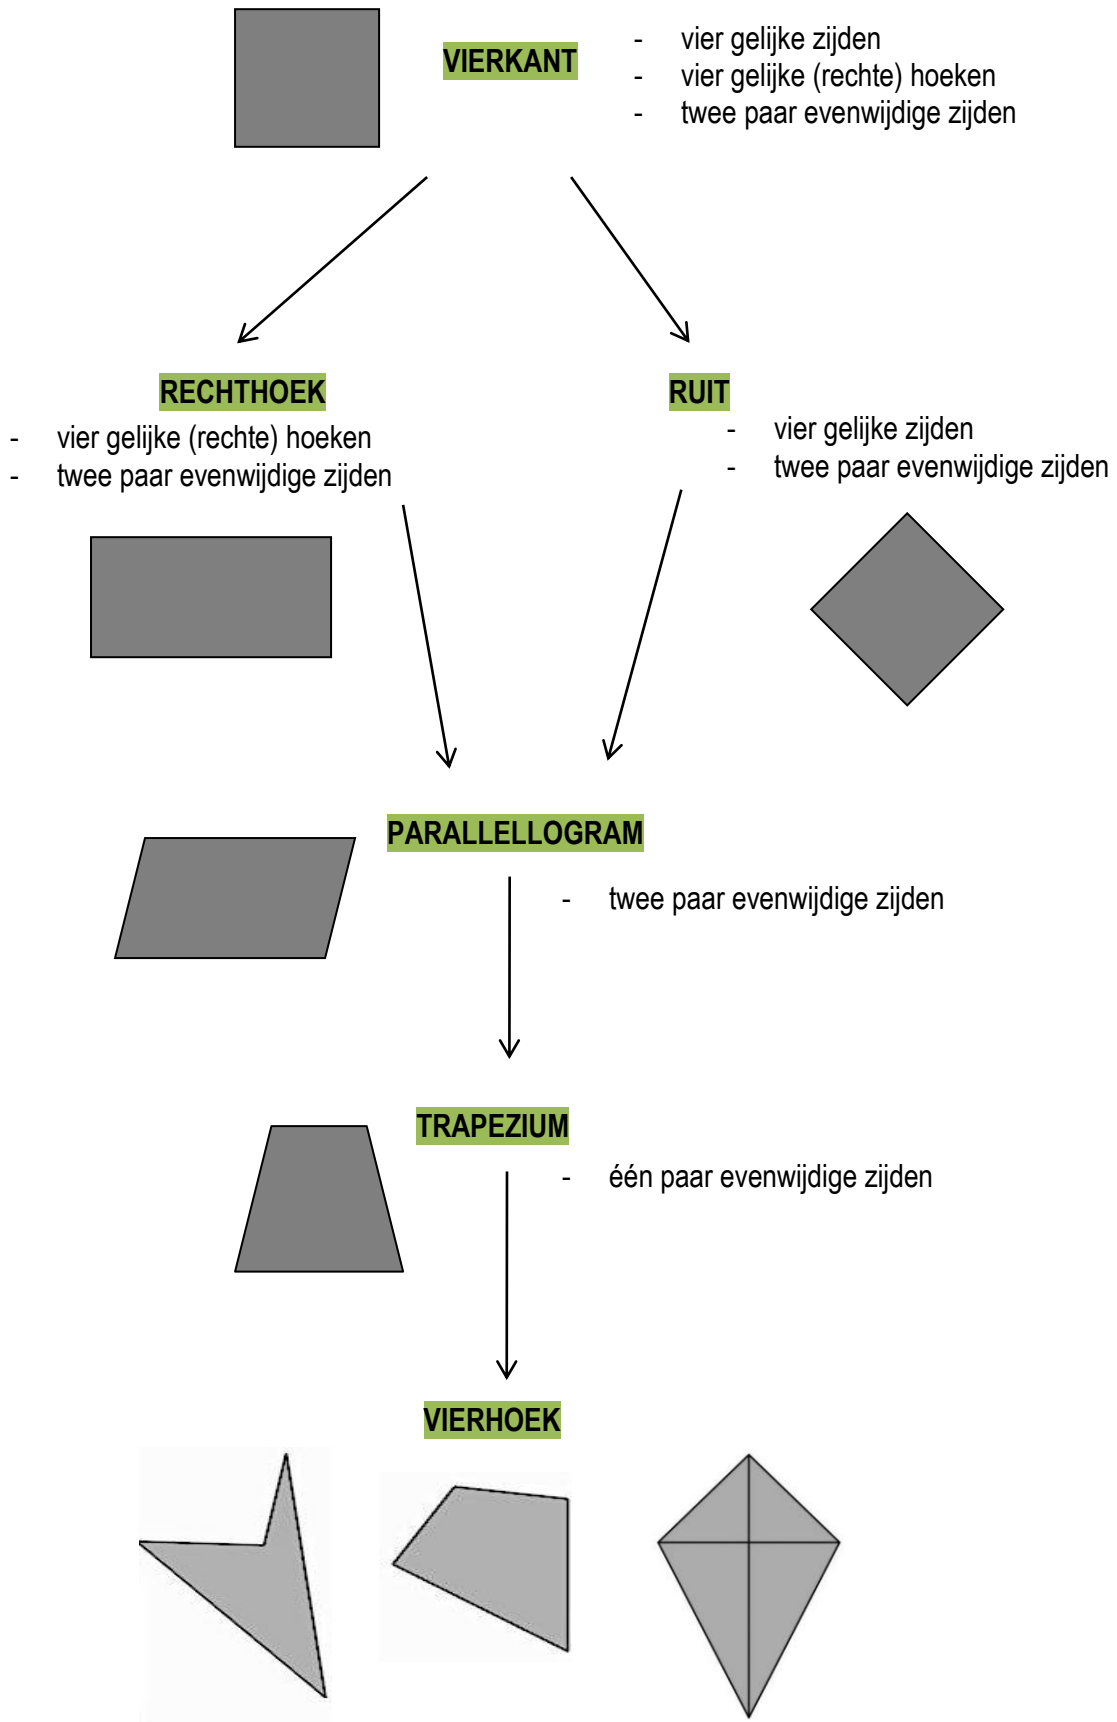 VIERKANT
- vier gelijke zijden
- vier gelijke (rechte) hoeken
- twee paar evenwijdige zijden
RECHTHOEK
- vier gelijke (rechte) hoeken
- twee paar evenwijdige zijden
RUIT
- vier gelijke zijden
- twee paar evenwijdige zijden
PARALLELLOGRAM
- twee paar evenwijdige zijden
TRAPEZIUM
- één paar evenwijdige zijden
VIERHOEK